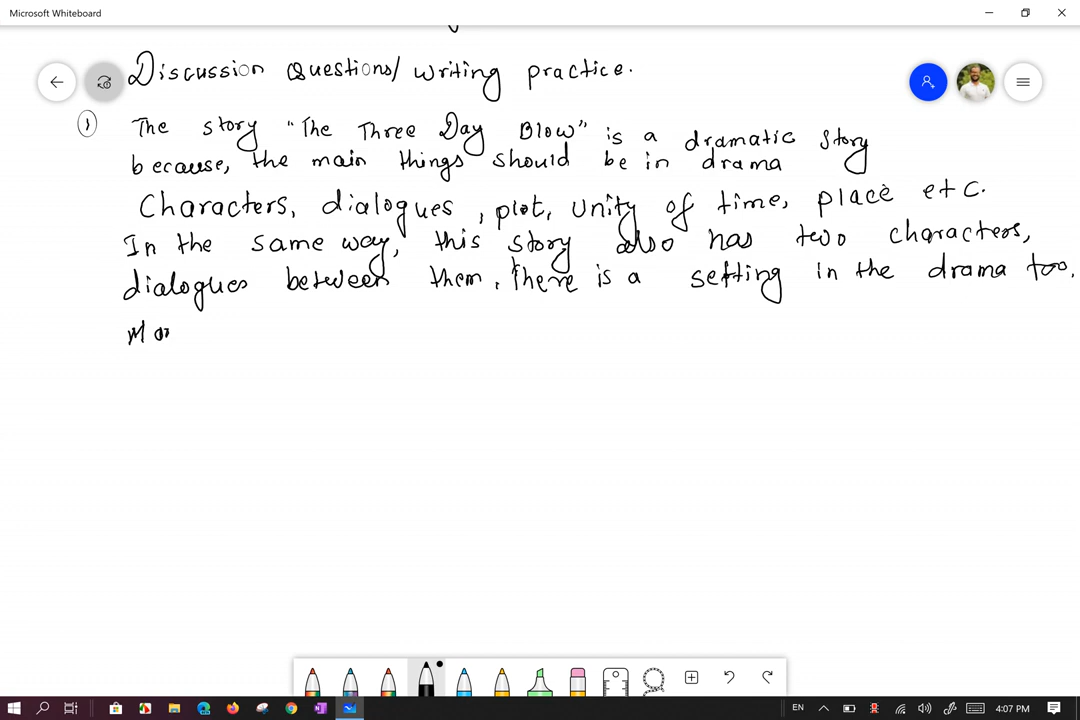 Microsoft Whiteboard
Discussion Questions/ writing practice.
1 The story "The Three Day Blow" is a dramatic story
because, the main things should be in drama
Characters, dialogues, plot, Unity of time, place etc.
In the same way, this story also has two characters,
dialogues between them. There is a setting in the drama too.
EN 4:07 PM